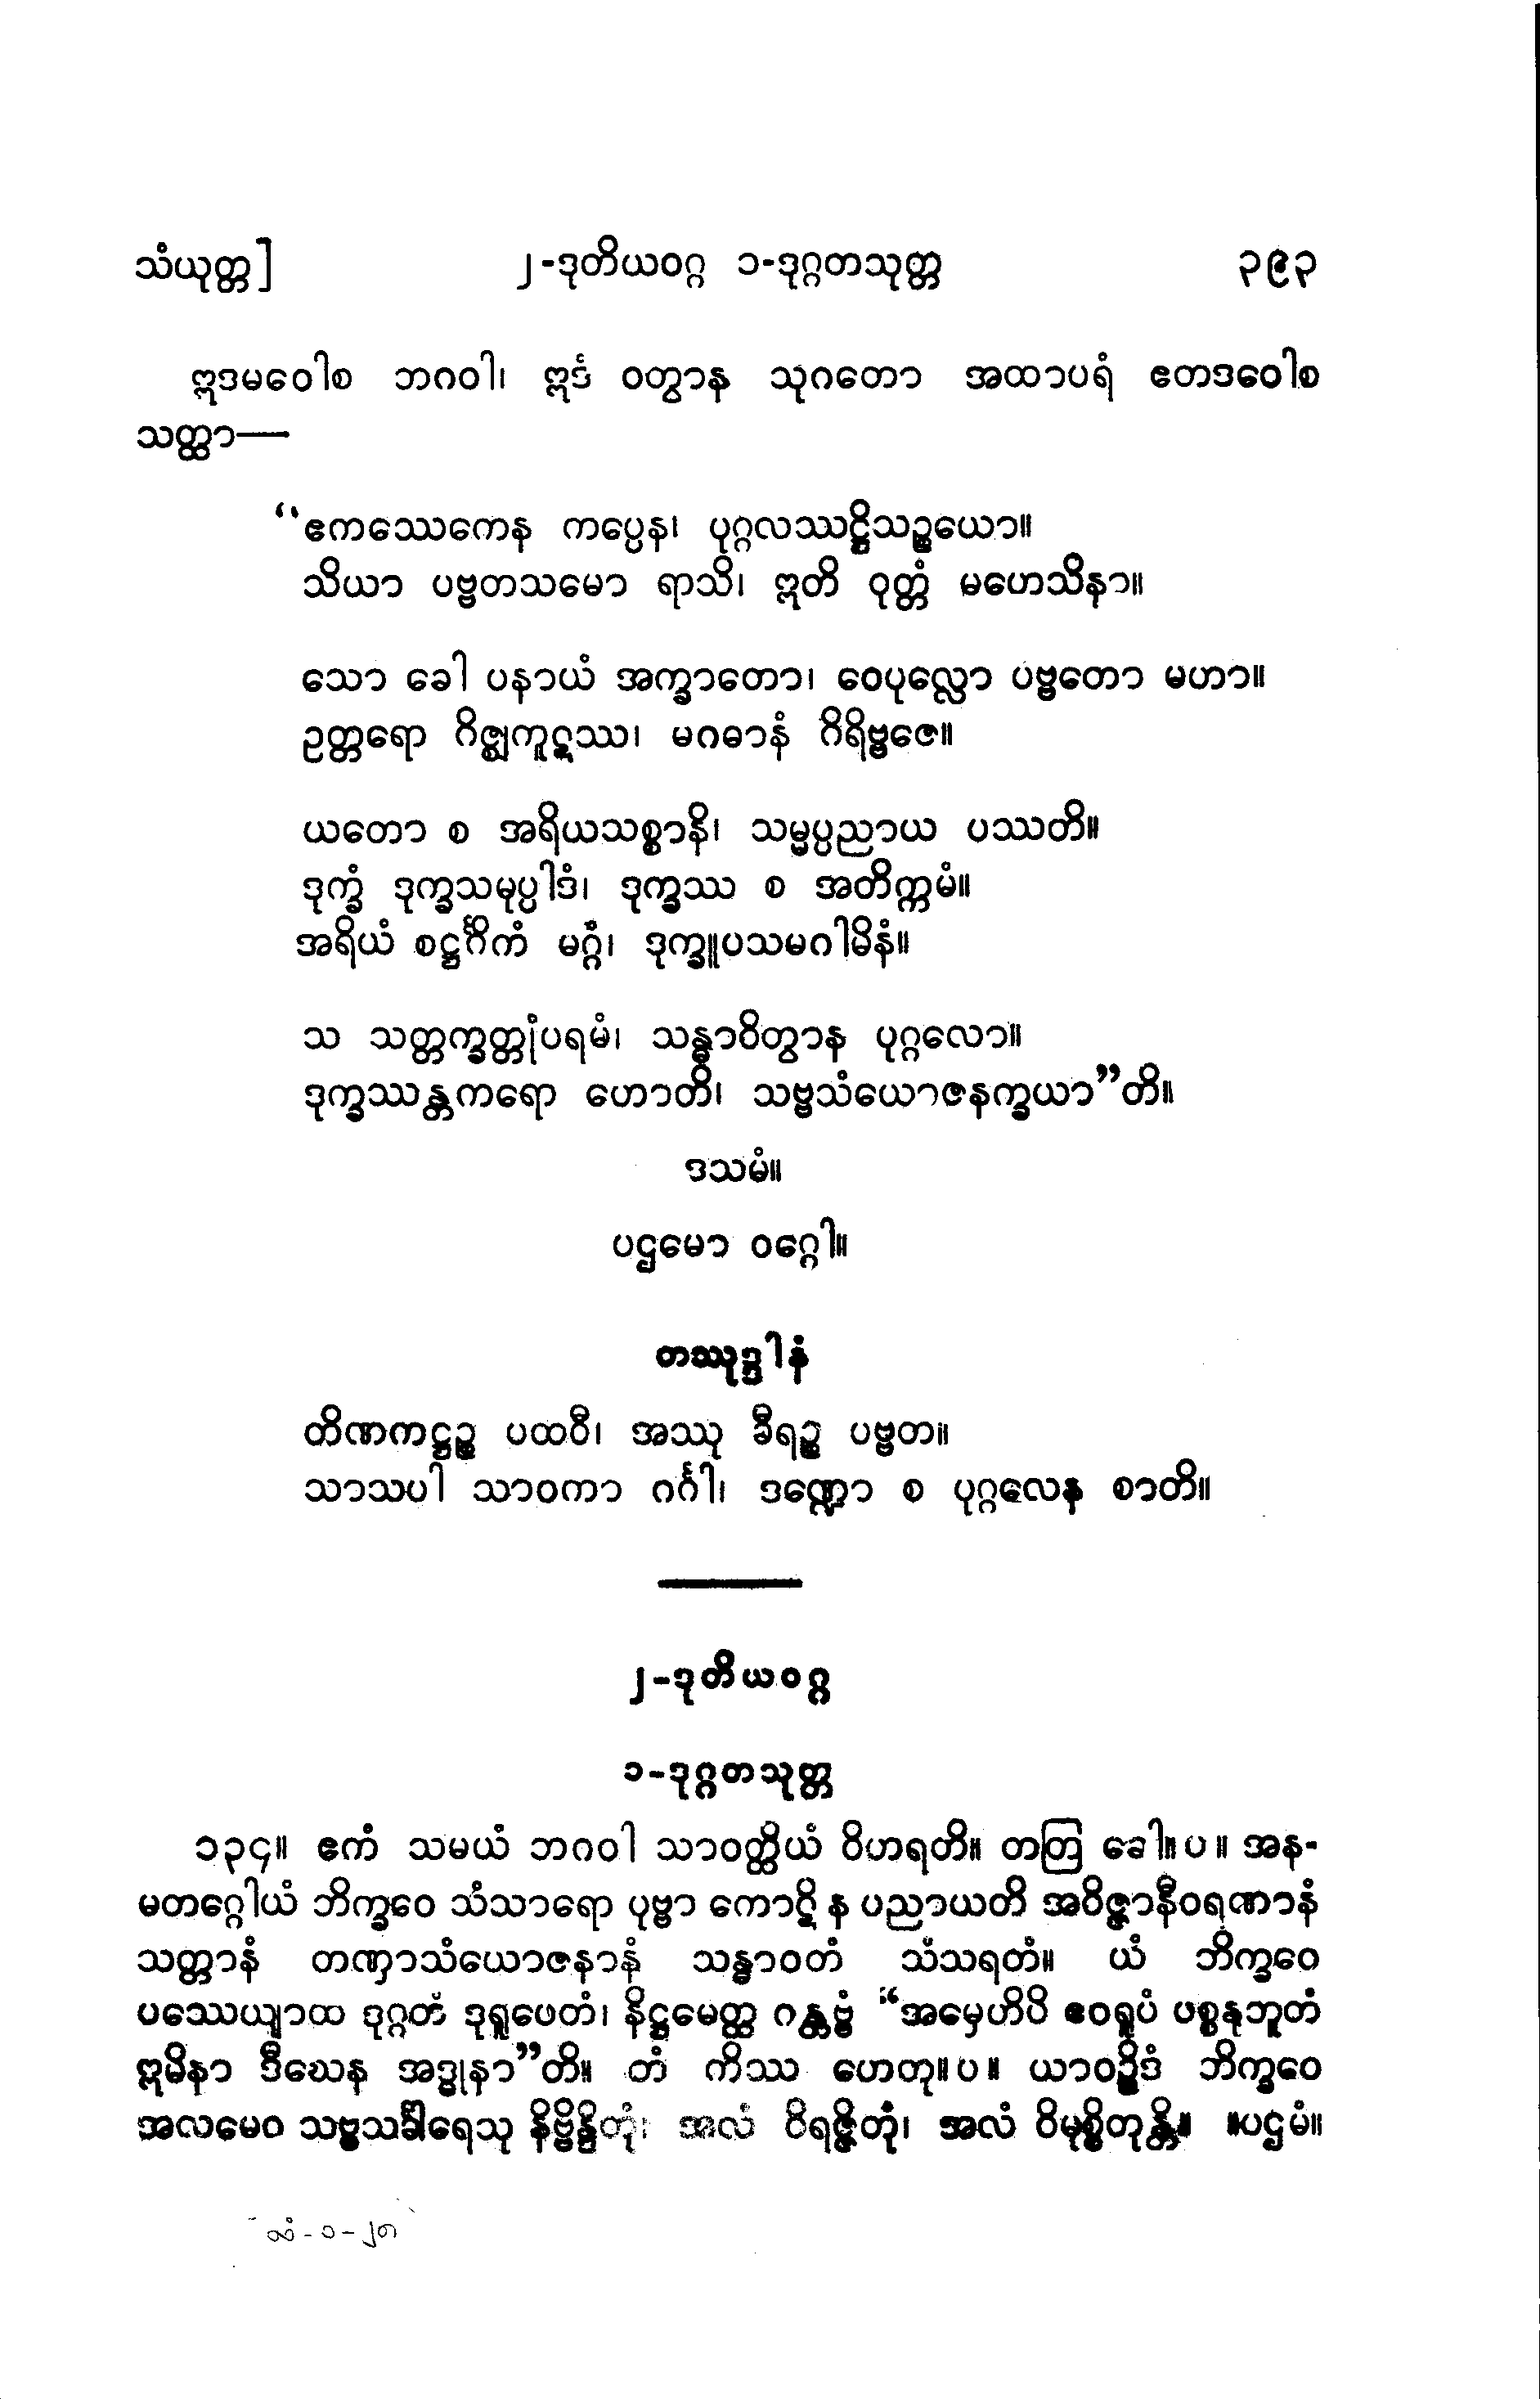 သံယုတ္တ]	၂-ဒုတိယဝဂ္ဂ ၁-ဒုဂ္ဂတသုတ္တ	၃၉၃
ဣဒမဝေါစ ဘဂဝါ၊ ဣဒံ ဝတွာန သုဂတော အထာပရံ ဧတဒဝေါစ
သတ္ထာ—
“ဧကဿေကေန ကပ္ပေန၊ ပုဂ္ဂလဿဋ္ဌိသဉ္စယော။
သိယာ ပဗ္ဗတသမော ရာသိ၊ ဣတိ ဝုတ္တံ မဟေသိနာ။
သော ခေါ ပနာယံ အက္ခာတော၊ ဝေပုလ္လော ပဗ္ဗတော မဟာ။
ဥတ္တရော ဂိဇ္ဈကူဋဿ၊ မဂဓာနံ ဂိရိဗ္ဗဇေ။
ယတော စ အရိယသစ္စာနိ၊ သမ္မပ္ပညာယ ပဿတိ။
ဒုက္ခံ ဒုက္ခသမုပ္ပါဒံ၊ ဒုက္ခဿ စ အတိက္ကမံ။
အရိယံ စဋ္ဌင်္ဂိကံ မဂ္ဂံ၊ ဒုက္ခူပသမဂါမိနံ။
သ သတ္တက္ခတ္တုံပရမံ၊ သန္ဓာဝိတွာန ပုဂ္ဂလော။
ဒုက္ခဿန္တကရော ဟောတိ၊ သဗ္ဗသံယောဇနက္ခယာ”တိ။
ဒသမံ။
ပဌမော ဝဂ္ဂေါ။
တဿုဒ္ဒါနံ
တိဏကဋ္ဌဉ္စ ပထဝီ၊ အဿု ခီရဉ္စ ပဗ္ဗတ။
သာသပါ သာဝကာ ဂင်္ဂါ၊ ဒဏ္ဍော စ ပုဂ္ဂလေန စာတိ။
၂-ဒုတိယဝဂ္ဂ
၁-ဒုဂ္ဂတသုတ္တ
၁၃၄။ ဧကံ သမယံ ဘဂဝါ သာဝတ္ထိယံ ဝိဟရတိ။ တတြ ခေါ။ပ။ အန-
မတဂ္ဂေါယံ ဘိက္ခဝေ သံသာရော ပုဗ္ဗာ ကောဋိ န ပညာယတိ အဝိဇ္ဇာနီဝရဏာနံ
သတ္တာနံ တဏှာသံယောဇနာနံ သန္ဓာဝတံ သံသရတံ။ ယံ ဘိက္ခဝေ
ပဿေယျာထ ဒုဂ္ဂတံ ဒုရူပေတံ၊ နိဋ္ဌမေတ္ထ ဂန္တဗ္ဗံ “အမှေဟိပိ ဧဝရူပံ ပစ္စနုဘူတံ
ဣမိနာ ဒီဃေန အဒ္ဓုနာ”တိ။ တံ ကိဿ ဟေတု။ပ။ ယာဝဉ္စိဒံ ဘိက္ခဝေ
အလမေဝ သဗ္ဗသင်္ခါရေသု နိဗ္ဗိန္ဒိတုံ၊ အလံ ဝိရဇ္ဇိတုံ၊ အလံ ဝိမုစ္စိတုန္တိ။ ။ပဌမံ။
သံ-၁-၂၈